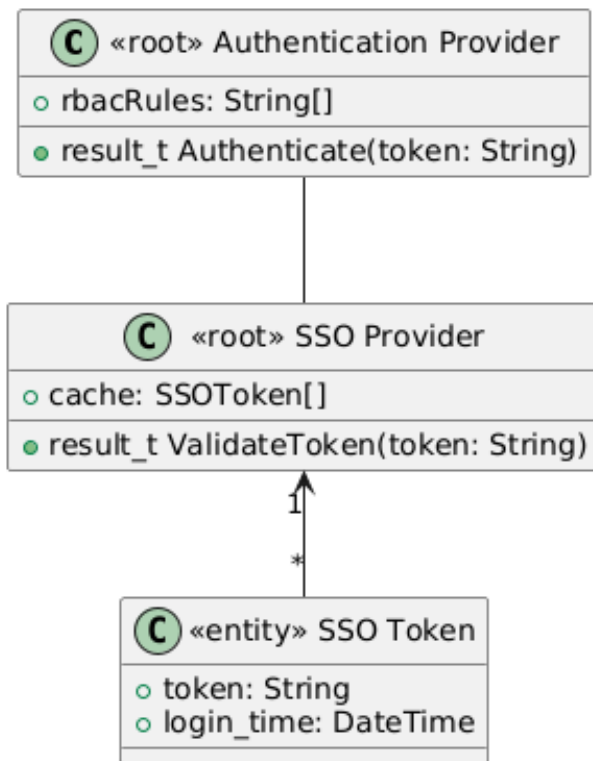 C «root» Authentication Provider
rbacRules: String[]
result_t Authenticate(token: String)
C «root» SSO Provider
cache: SSOToken[]
result_t ValidateToken(token: String)
1
*
C «entity» SSO Token
token: String
login_time: DateTime